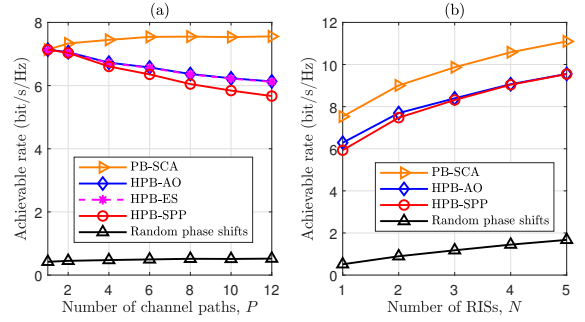 (a)
8
6
4
2
0
2
4
6
8
10
12
Achievable rate (bit/s/Hz)
Number of channel paths, P
PB-SCA
HPB-AO
HPB-ES
HPB-SPP
Random phase shifts
(b)
12
10
8
6
4
2
0
1
2
3
4
5
Achievable rate (bit/s/Hz)
Number of RISs, N
PB-SCA
HPB-AO
HPB-SPP
Random phase shifts